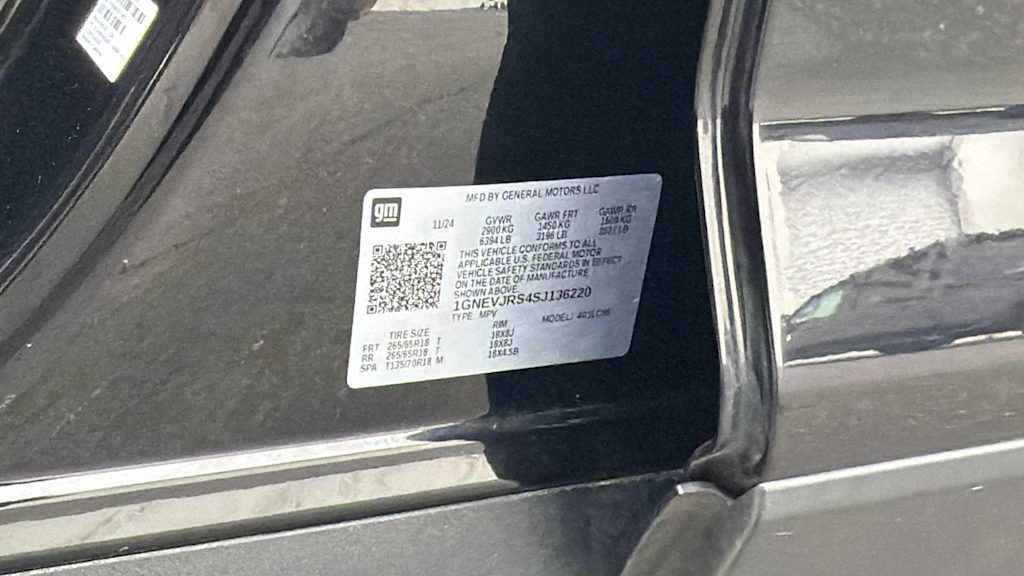 MFD BY GENERAL MOTORS LLC
gm
11/24 GVWR GAWR FRT GAWR RR
2900 KG 1450 KG
6394 LB 3196 LB
THIS VEHICLE CONFORMS TO ALL
APPLICABLE U.S. FEDERAL MOTOR
VEHICLE SAFETY STANDARDS IN EFFECT
ON THE DATE OF MANUFACTURE
SHOWN ABOVE.
1GNEVJRS4SJ136220
TYPE: MPV MODEL:
TIRE SIZE RIM
FRT 265/65R18 T 18X8J
RR 265/65R18 T 18X8J
SPA T135/70R18 M 18X4.5B